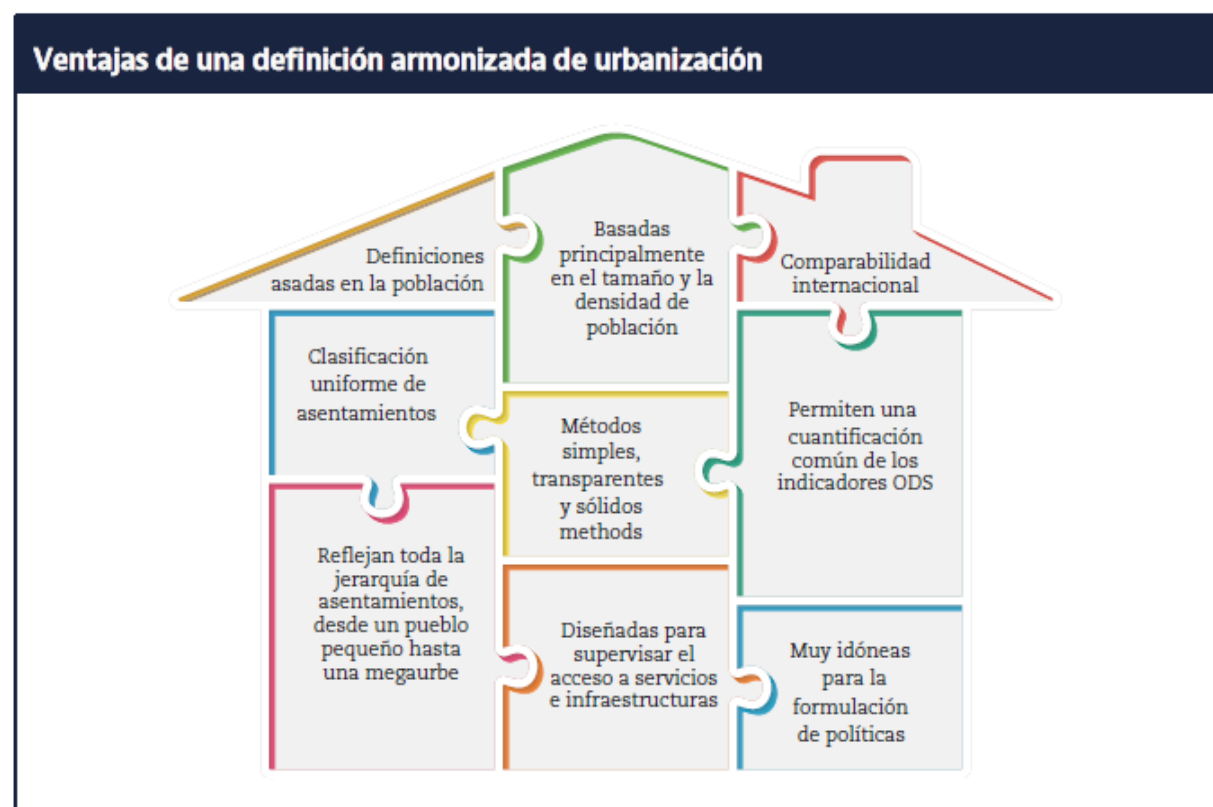 Ventajas de una definición armonizada de urbanización
Definiciones
asadas en la población
Basadas
principalmente
en el tamaño y la
densidad de
población
Comparabilidad
internacional
Clasificación
uniforme de
asentamientos
Métodos
simples,
transparentes
y sólidos
methods
Permiten una
cuantificación
común de los
indicadores ODS
Reflejan toda la
jerarquía de
asentamientos,
desde un pueblo
pequeño hasta
una megaurbe
Diseñadas para
supervisar el
acceso a servicios
e infraestructuras
Muy idóneas
para la
formulación
de políticas